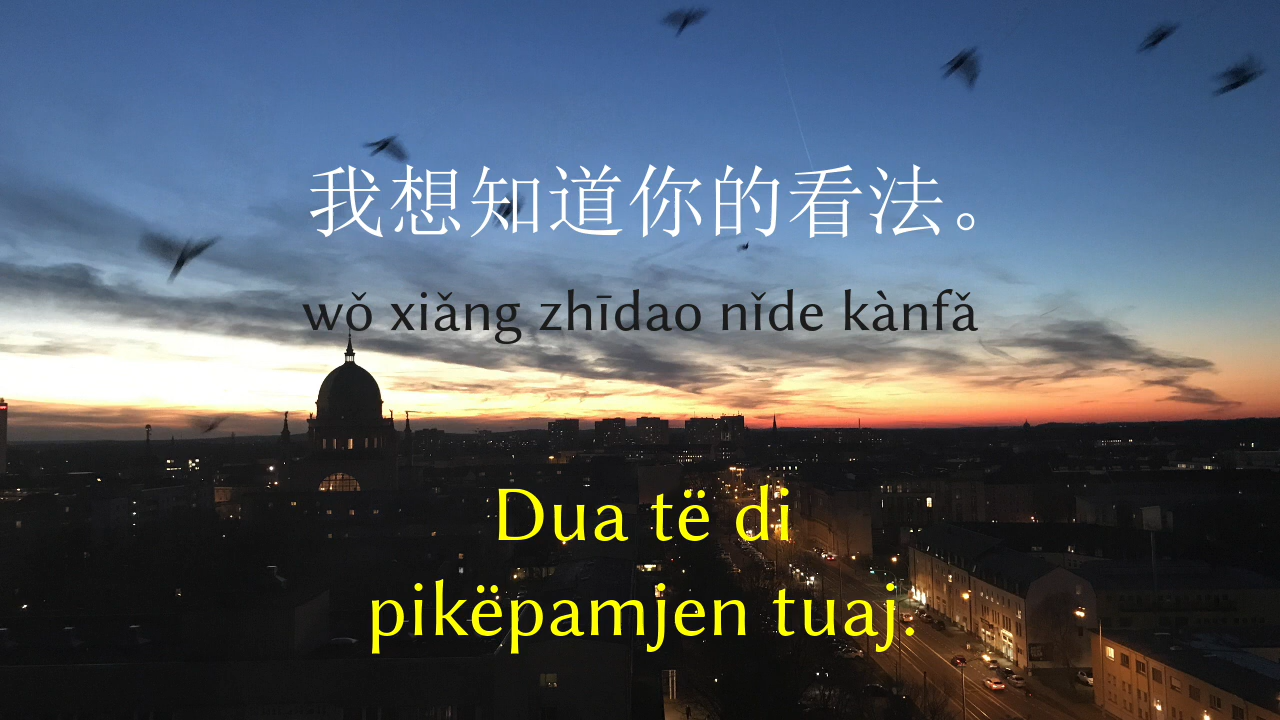 我想知道你的看法。
wǒ xiǎng zhīdao nǐde kànfǎ
Dua të di
pikëpamjen tuaj.